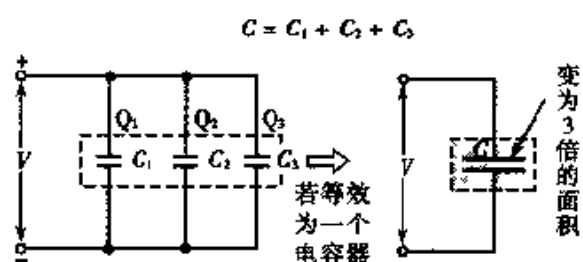 C = C₁ + C₂ + C₃
+
Q₁ Q₂ Q₃
V C₁ C₂ C₃
−
若等效
为一个
电容器
V C
变为3倍的面积